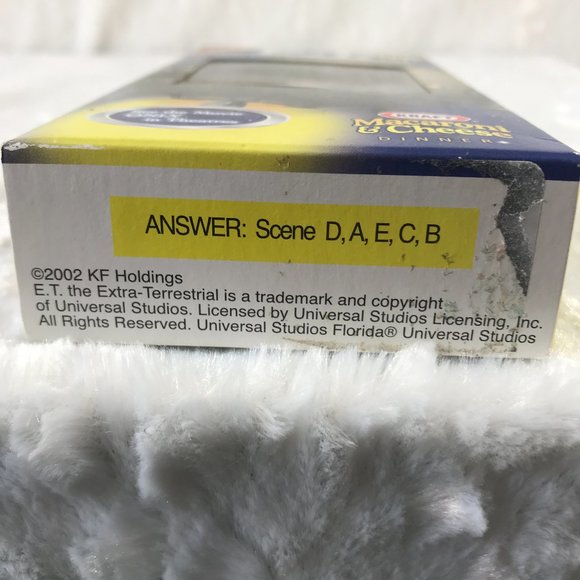 KRAFT
Macaroni
& Cheese
DINNER
ANSWER: Scene D, A, E, C, B
©2002 KF Holdings
E.T. the Extra-Terrestrial is a trademark and copyright
of Universal Studios. Licensed by Universal Studios Licensing, Inc.
All Rights Reserved. Universal Studios Florida® Universal Studios